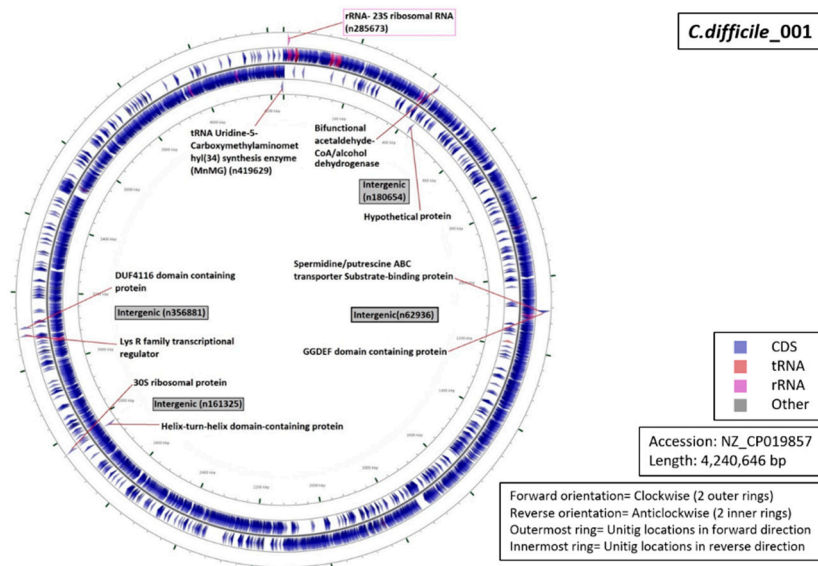 rRNA- 23S ribosomal RNA
(n285673)
C.difficile_001
tRNA Uridine-5-
Carboxymethylaminomet
hyl(34) synthesis enzyme
(MnMG) (n419629)
Bifunctional
acetaldehyde-
CoA/alcohol
dehydrogenase
Intergenic
(n180654)
Hypothetical protein
Spermidine/putrescine ABC
transporter Substrate-binding protein
DUF4116 domain containing
protein
Intergenic (n356881)
Intergenic(n62936)
Lys R family transcriptional
regulator
GGDEF domain containing protein
30S ribosomal protein
Intergenic (n161325)
Helix-turn-helix domain-containing protein
CDS
tRNA
rRNA
Other
Accession: NZ_CP019857
Length: 4,240,646 bp
Forward orientation= Clockwise (2 outer rings)
Reverse orientation= Anticlockwise (2 inner rings)
Outermost ring= Unitig locations in forward direction
Innermost ring= Unitig locations in reverse direction